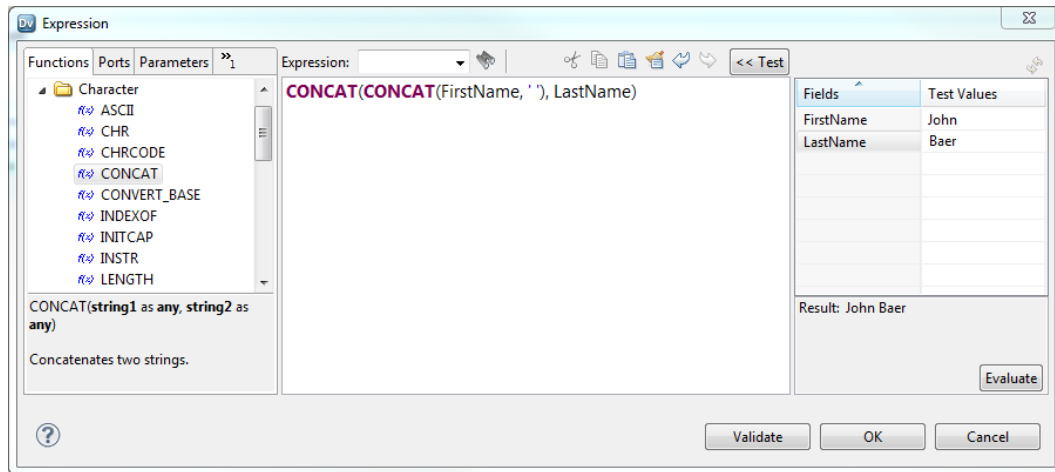 Dv Expression
Functions Ports Parameters »1
Character
f(x) ASCII
f(x) CHR
f(x) CHRCODE
f(x) CONCAT
f(x) CONVERT_BASE
f(x) INDEXOF
f(x) INITCAP
f(x) INSTR
f(x) LENGTH
CONCAT(string1 as any, string2 as
any)
Concatenates two strings.
Expression:
<< Test
CONCAT(CONCAT(FirstName, ' '), LastName)
Fields Test Values
FirstName John
LastName Baer
Result: John Baer
Evaluate
?
Validate OK Cancel